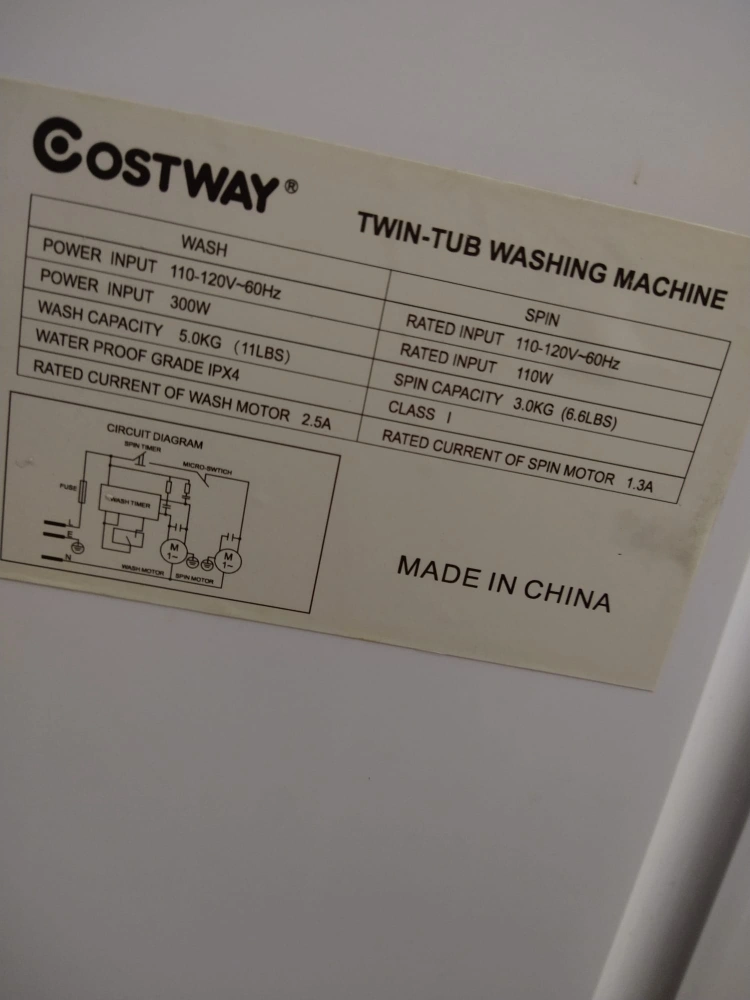 COSTWAY®
TWIN-TUB WASHING MACHINE
WASH
POWER INPUT 110-120V~60Hz
POWER INPUT 300W
WASH CAPACITY 5.0KG (11LBS)
WATER PROOF GRADE IPX4
RATED CURRENT OF WASH MOTOR 2.5A
SPIN
RATED INPUT 110-120V~60Hz
RATED INPUT 110W
SPIN CAPACITY 3.0KG (6.6LBS)
CLASS I
RATED CURRENT OF SPIN MOTOR 1.3A
CIRCUIT DIAGRAM
SPIN TIMER
MICRO-SWTICH
FUSE
WASH TIMER
L
E
N
M
1~
M
1~
WASH MOTOR
SPIN MOTOR
MADE IN CHINA